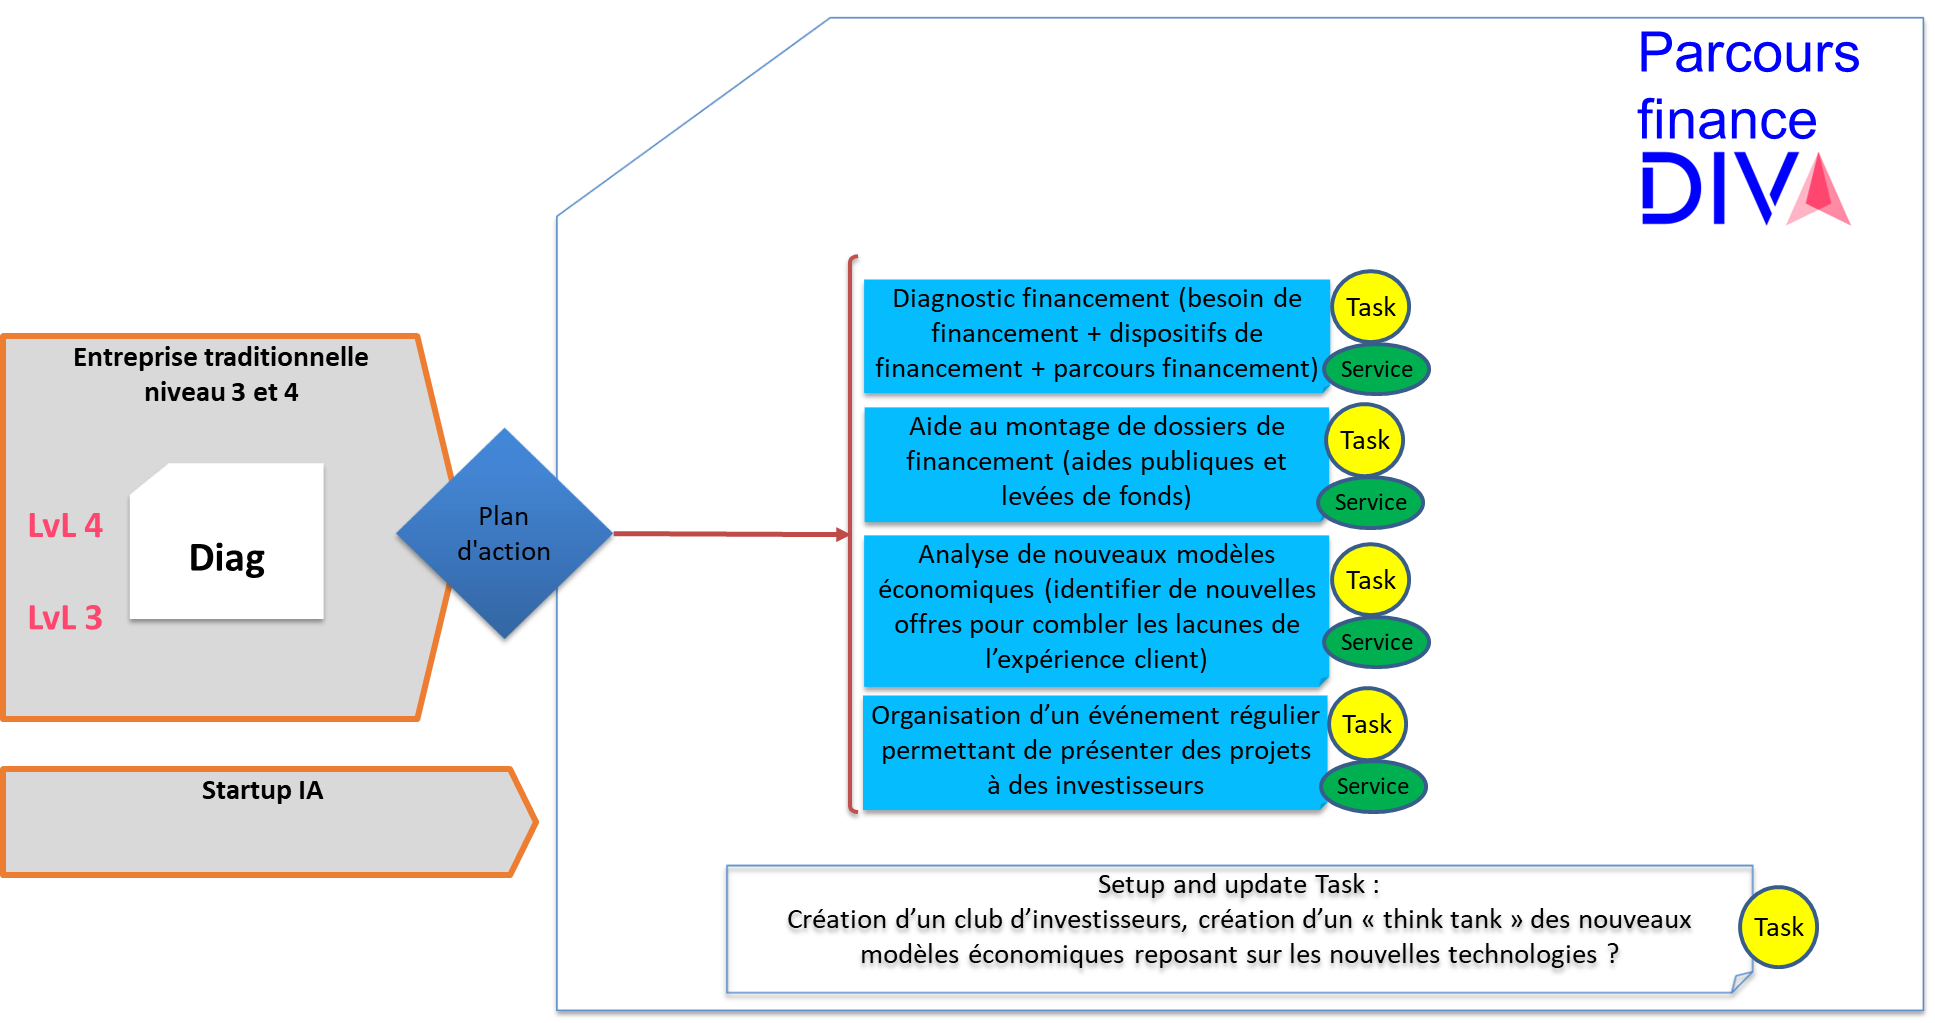 Parcours
finance
DIVA
Entreprise traditionnelle
niveau 3 et 4
LvL 4
LvL 3
Diag
Plan
d'action
Diagnostic financement (besoin de
financement + dispositifs de
financement + parcours financement)
Task
Service
Aide au montage de dossiers de
financement (aides publiques et
levées de fonds)
Task
Service
Analyse de nouveaux modèles
économiques (identifier de nouvelles
offres pour combler les lacunes de
l’expérience client)
Task
Service
Organisation d’un événement régulier
permettant de présenter des projets
à des investisseurs
Task
Service
Startup IA
Setup and update Task :
Création d’un club d’investisseurs, création d’un « think tank » des nouveaux
modèles économiques reposant sur les nouvelles technologies ?
Task